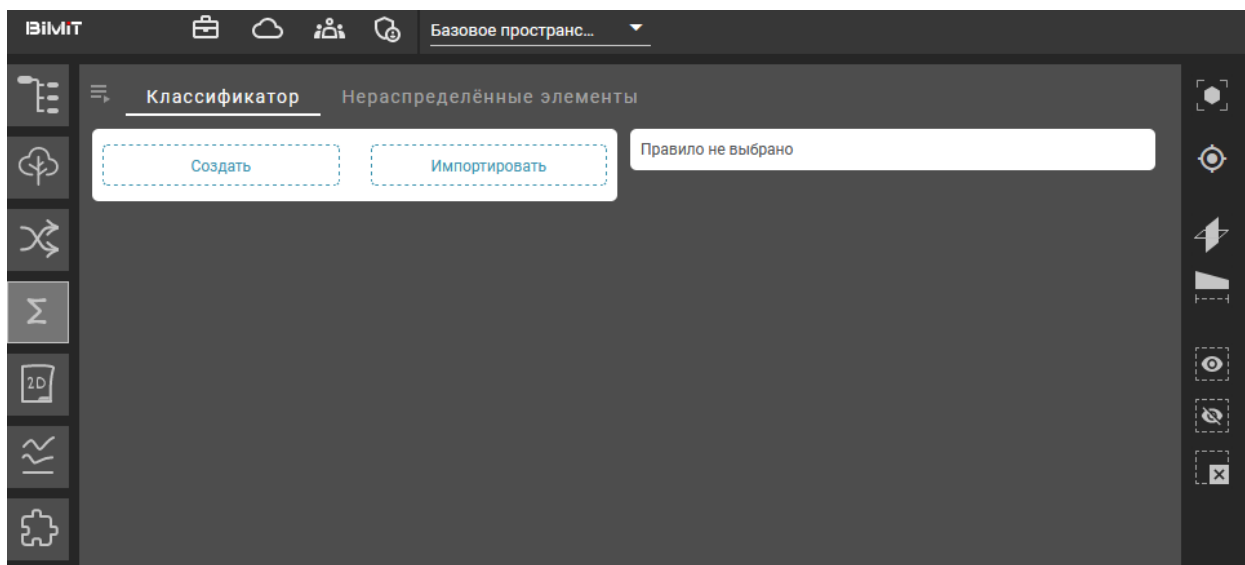 BiMiT
Базовое пространс...
Классификатор Нераспределённые элементы
Создать Импортировать Правило не выбрано
Σ
2D